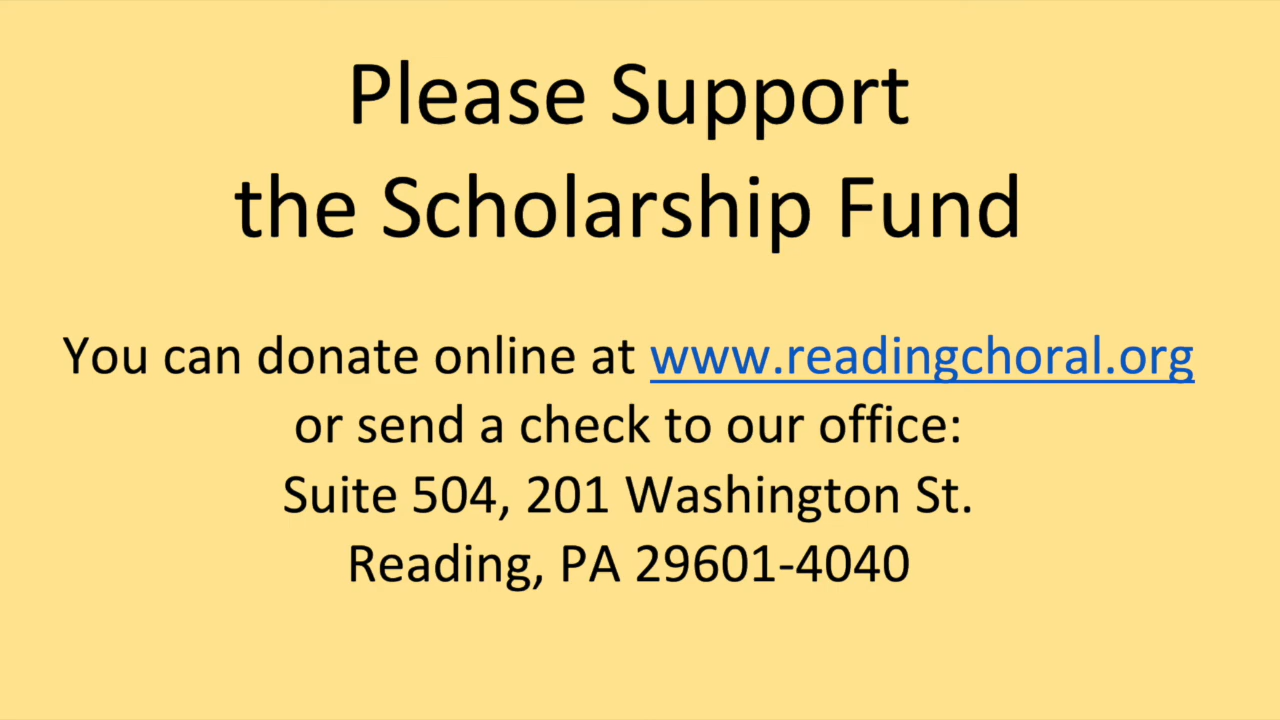 Please Support
the Scholarship Fund
You can donate online at www.readingchoral.org
or send a check to our office:
Suite 504, 201 Washington St.
Reading, PA 29601-4040